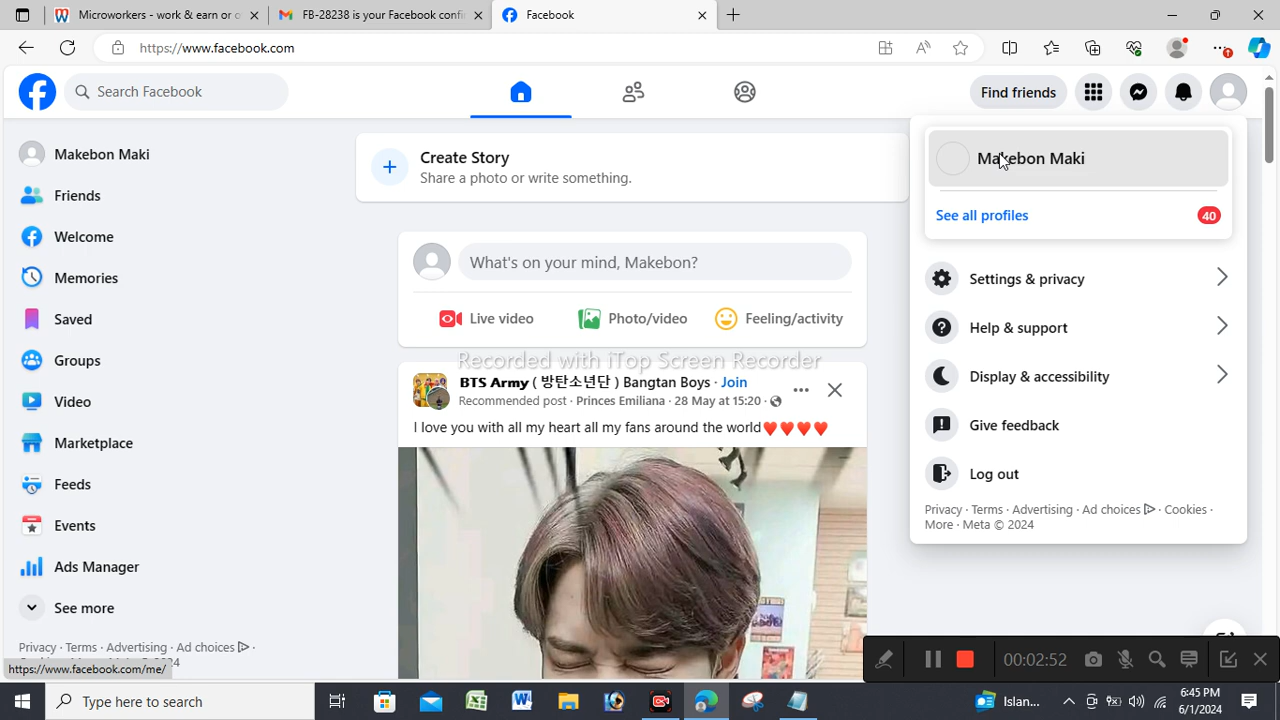 Microworkers - work & earn or o
FB-28238 is your Facebook confi
Facebook
https://www.facebook.com
Search Facebook
Find friends
Makebon Maki
Friends
Welcome
Memories
Saved
Groups
Video
Marketplace
Feeds
Events
Ads Manager
See more
Privacy · Terms · Advertising · Ad choices ·
https://www.facebook.com/me/
Create Story
Share a photo or write something.
What's on your mind, Makebon?
Live video
Photo/video
Feeling/activity
Recorded with iTop Screen Recorder
BTS Army ( 방탄소년단 ) Bangtan Boys · Join
Recommended post · Princes Emiliana · 28 May at 15:20 ·
I love you with all my heart all my fans around the world❤️❤️❤️❤️
Makebon Maki
See all profiles
40
Settings & privacy
Help & support
Display & accessibility
Give feedback
Log out
Privacy · Terms · Advertising · Ad choices · Cookies ·
More · Meta © 2024
00:02:52
Type here to search
Islan...
6:45 PM
6/1/2024